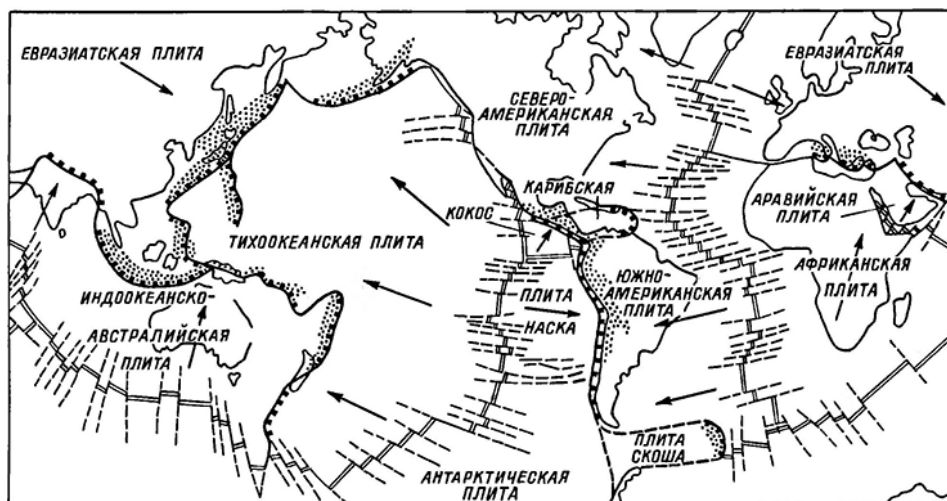 ЕВРАЗИАТСКАЯ ПЛИТА
ЕВРАЗИАТСКАЯ
ПЛИТА
СЕВЕРО-
АМЕРИКАНСКАЯ
ПЛИТА
КАРИБСКАЯ
КОКОС
АРАВИЙСКАЯ
ПЛИТА
ТИХООКЕАНСКАЯ ПЛИТА
АФРИКАНСКАЯ
ПЛИТА
ИНДООКЕАНСКО-
АВСТРАЛИЙСКАЯ
ПЛИТА
ПЛИТА
НАСКА
ЮЖНО-
АМЕРИКАНСКАЯ
ПЛИТА
ПЛИТА
СКОША
АНТАРКТИЧЕСКАЯ
ПЛИТА